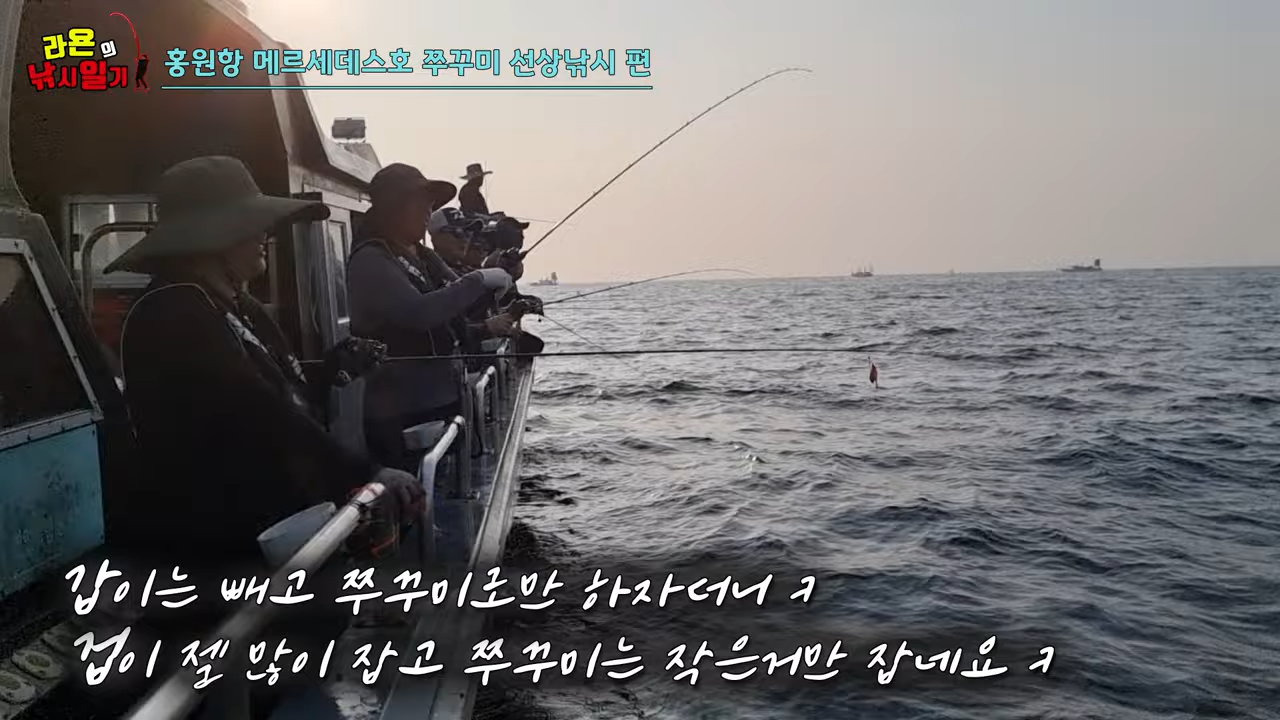 라욘의
낚시일기
홍원항 메르세데스호 쭈꾸미 선상낚시 편
갑이는 빼고 쭈꾸미로만 하자더니 ㅋ
겁이 젤 많이 잡고 쭈꾸미는 작은거만 잡네요 ㅋ